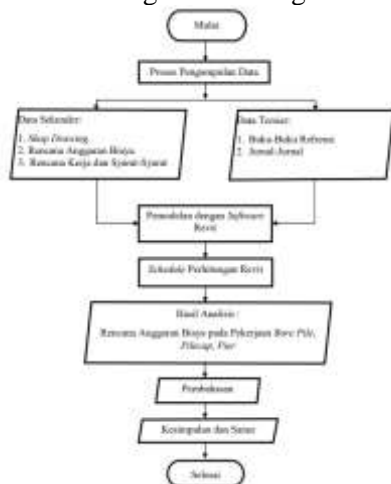 Mulai
Proses Pengumpulan Data
Data Sekunder:
1. Shop Drawing
2. Rencana Anggaran Biaya
3. Rencana Kerja dan Syarat-Syarat
Data Tersier:
1. Buku-Buku Referensi
2. Jurnal-Jurnal
Pemodelan dengan Software
Revit
Schedule Perhitungan Revit
Hasil Analisis :
Rencana Anggaran Biaya pada Pekerjaan Bore Pile,
Pilecap, Pier
Pembahasan
Kesimpulan dan Saran
Selesai